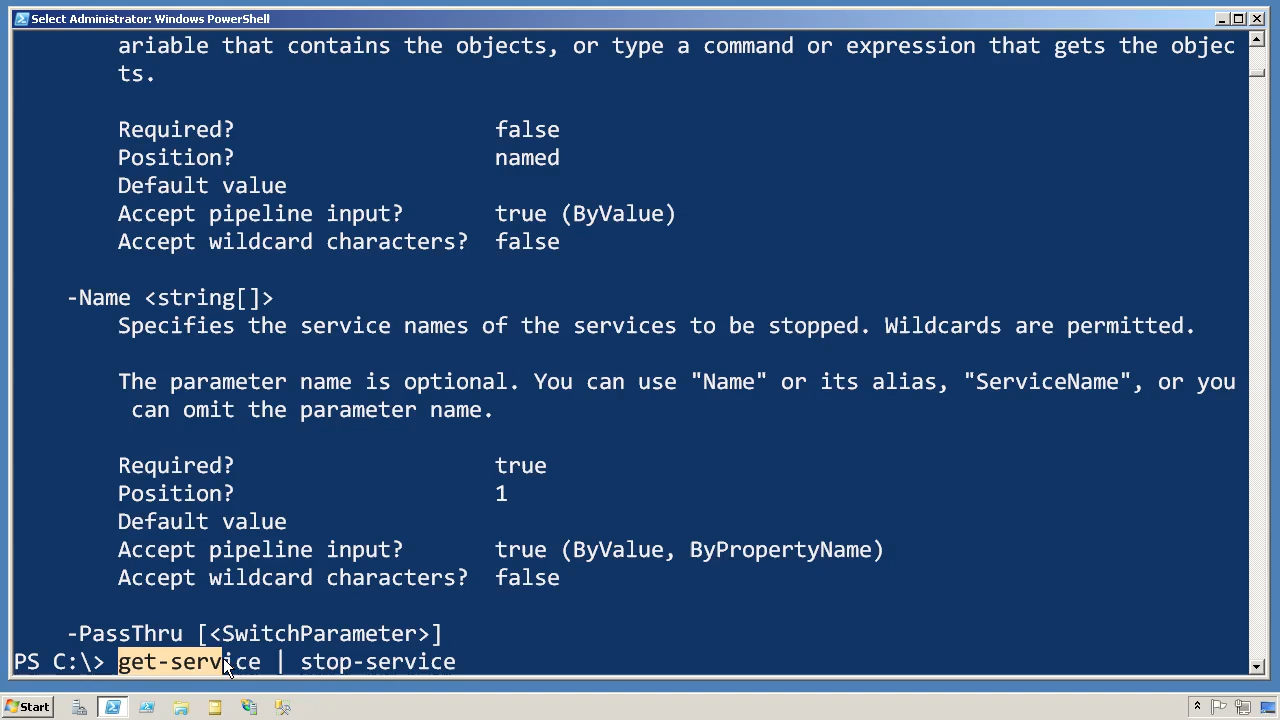 Select Administrator: Windows PowerShell
ariable that contains the objects, or type a command or expression that gets the objec
ts.
Required? false
Position? named
Default value
Accept pipeline input? true (ByValue)
Accept wildcard characters? false
-Name <string[]>
Specifies the service names of the services to be stopped. Wildcards are permitted.
The parameter name is optional. You can use "Name" or its alias, "ServiceName", or you
can omit the parameter name.
Required? true
Position? 1
Default value
Accept pipeline input? true (ByValue, ByPropertyName)
Accept wildcard characters? false
-PassThru [<SwitchParameter>]
PS C:\> get-service | stop-service
Start